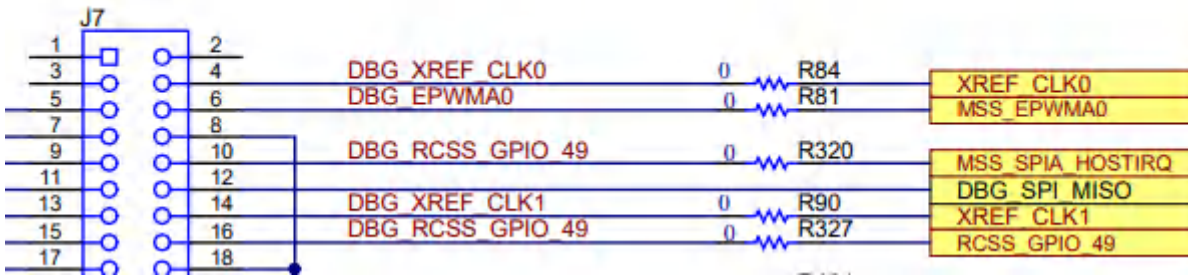 J7
1 2
3 4 DBG_XREF_CLK0 0 R84 XREF_CLK0
5 6 DBG_EPWMA0 0 R81 MSS_EPWMA0
7 8
9 10 DBG_RCSS_GPIO_49 0 R320 MSS_SPIA_HOSTIRQ
11 12 DBG_SPI_MISO
13 14 DBG_XREF_CLK1 0 R90 XREF_CLK1
15 16 DBG_RCSS_GPIO_49 0 R327 RCSS_GPIO_49
17 18